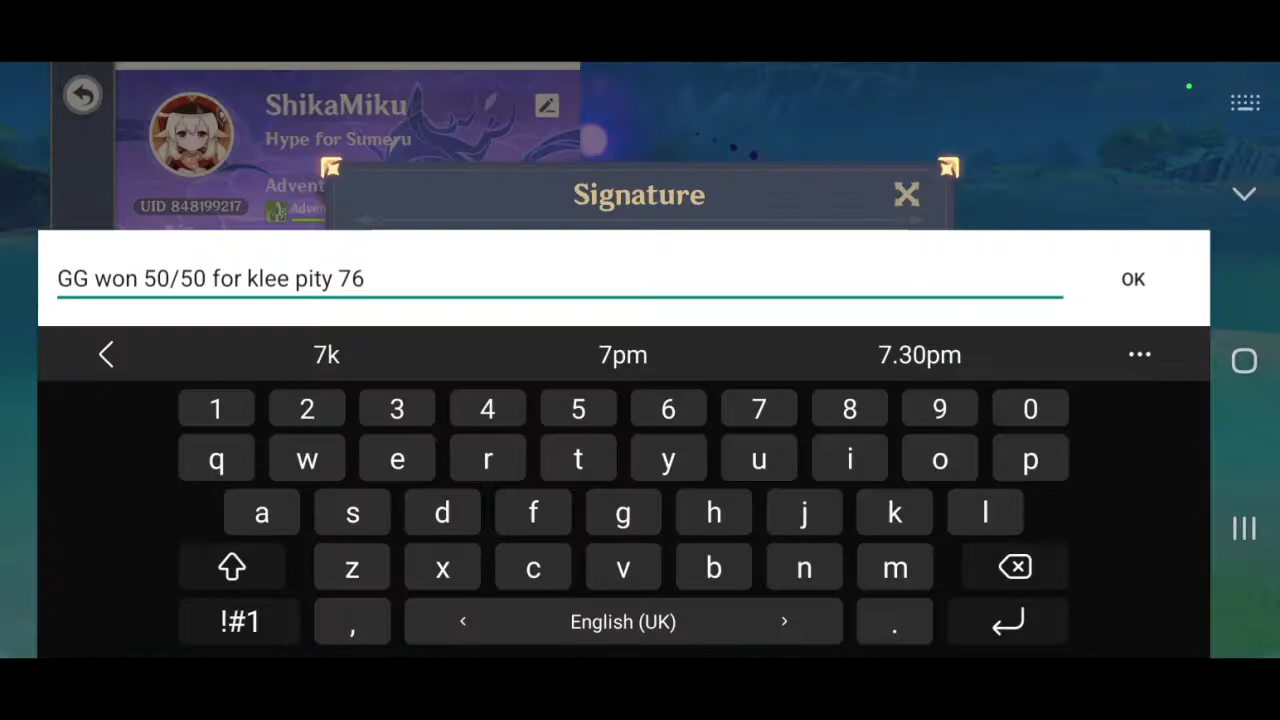 ShikaMiku
Hype for Sumeru
Advent
UID 848199217
Adven
Signature
GG won 50/50 for klee pity 76
OK
7k 7pm 7.30pm
1 2 3 4 5 6 7 8 9 0
q w e r t y u i o p
a s d f g h j k l
z x c v b n m
!#1 , English (UK) .